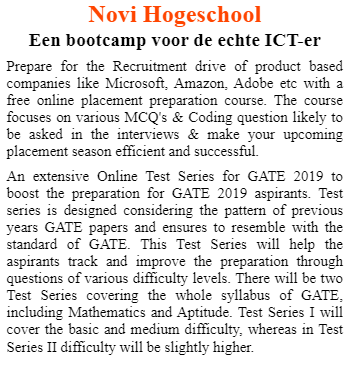 Novi Hogeschool
Een bootcamp voor de echte ICT-er
Prepare for the Recruitment drive of product based
companies like Microsoft, Amazon, Adobe etc with a
free online placement preparation course. The course
focuses on various MCQ's & Coding question likely to
be asked in the interviews & make your upcoming
placement season efficient and successful.
An extensive Online Test Series for GATE 2019 to
boost the preparation for GATE 2019 aspirants. Test
series is designed considering the pattern of previous
years GATE papers and ensures to resemble with the
standard of GATE. This Test Series will help the
aspirants track and improve the preparation through
questions of various difficulty levels. There will be two
Test Series covering the whole syllabus of GATE,
including Mathematics and Aptitude. Test Series I will
cover the basic and medium difficulty, whereas in Test
Series II difficulty will be slightly higher.